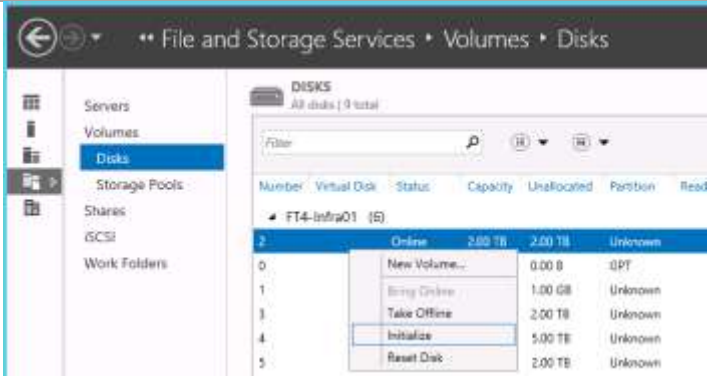 •• File and Storage Services • Volumes • Disks
Servers
Volumes
Disks
Storage Pools
Shares
iSCSI
Work Folders
DISKS
All disks | 9 total
Filter
Number Virtual Disk Status Capacity Unallocated Partition Read
FT4-Infra01 (6)
2 Online 2.00 TB 2.00 TB Unknown
0 0.00 B GPT
1 1.00 GB Unknown
3 2.00 TB Unknown
4 5.00 TB Unknown
5 2.00 TB Unknown
New Volume...
Bring Online
Take Offline
Initialize
Reset Disk